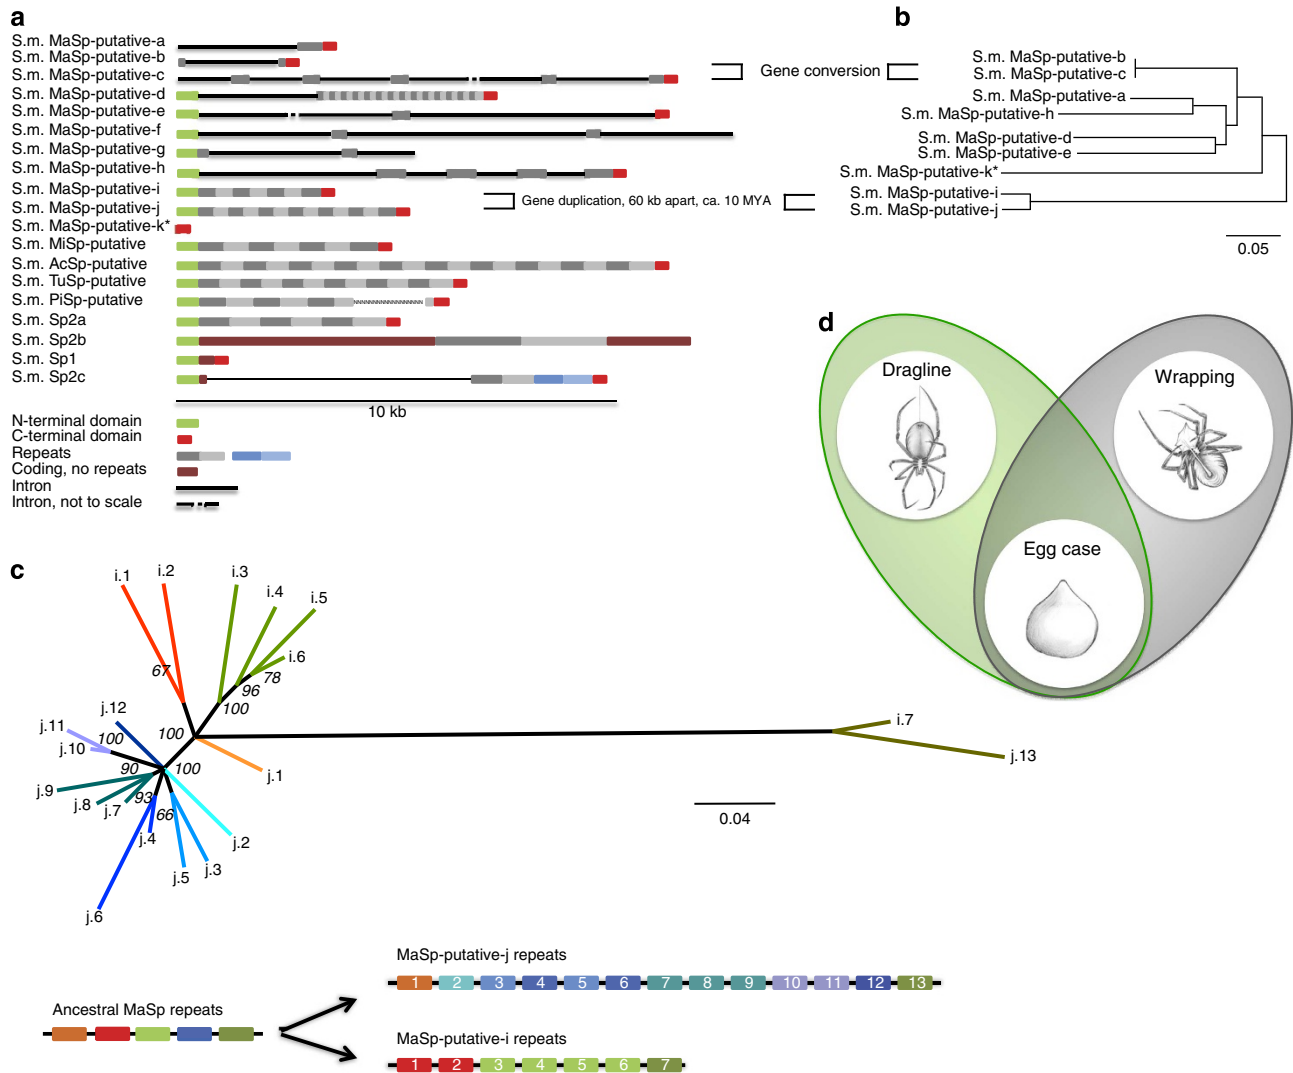 a
S.m. MaSp-putative-a
S.m. MaSp-putative-b
S.m. MaSp-putative-c
S.m. MaSp-putative-d
S.m. MaSp-putative-e
S.m. MaSp-putative-f
S.m. MaSp-putative-g
S.m. MaSp-putative-h
S.m. MaSp-putative-i
S.m. MaSp-putative-j
S.m. MaSp-putative-k*
S.m. MiSp-putative
S.m. AcSp-putative
S.m. TuSp-putative
S.m. PiSp-putative
S.m. Sp2a
S.m. Sp2b
S.m. Sp1
S.m. Sp2c
10 kb
N-terminal domain
C-terminal domain
Repeats
Coding, no repeats
Intron
Intron, not to scale
Gene conversion
Gene duplication, 60 kb apart, ca. 10 MYA
b
S.m. MaSp-putative-b
S.m. MaSp-putative-c
S.m. MaSp-putative-a
S.m. MaSp-putative-h
S.m. MaSp-putative-d
S.m. MaSp-putative-e
S.m. MaSp-putative-k*
S.m. MaSp-putative-i
S.m. MaSp-putative-j
0.05
d
Dragline
Wrapping
Egg case
c
i.1
i.2
i.3
i.4
i.5
i.6
67
78
96
100
j.12
j.11
100
100
j.10
90
100
j.1
i.7
j.13
j.9
j.8
j.7
93
66
j.4
j.2
j.3
j.5
j.6
0.04
MaSp-putative-j repeats
1 2 3 4 5 6 7 8 9 10 11 12 13
Ancestral MaSp repeats
MaSp-putative-i repeats
1 2 3 4 5 6 7